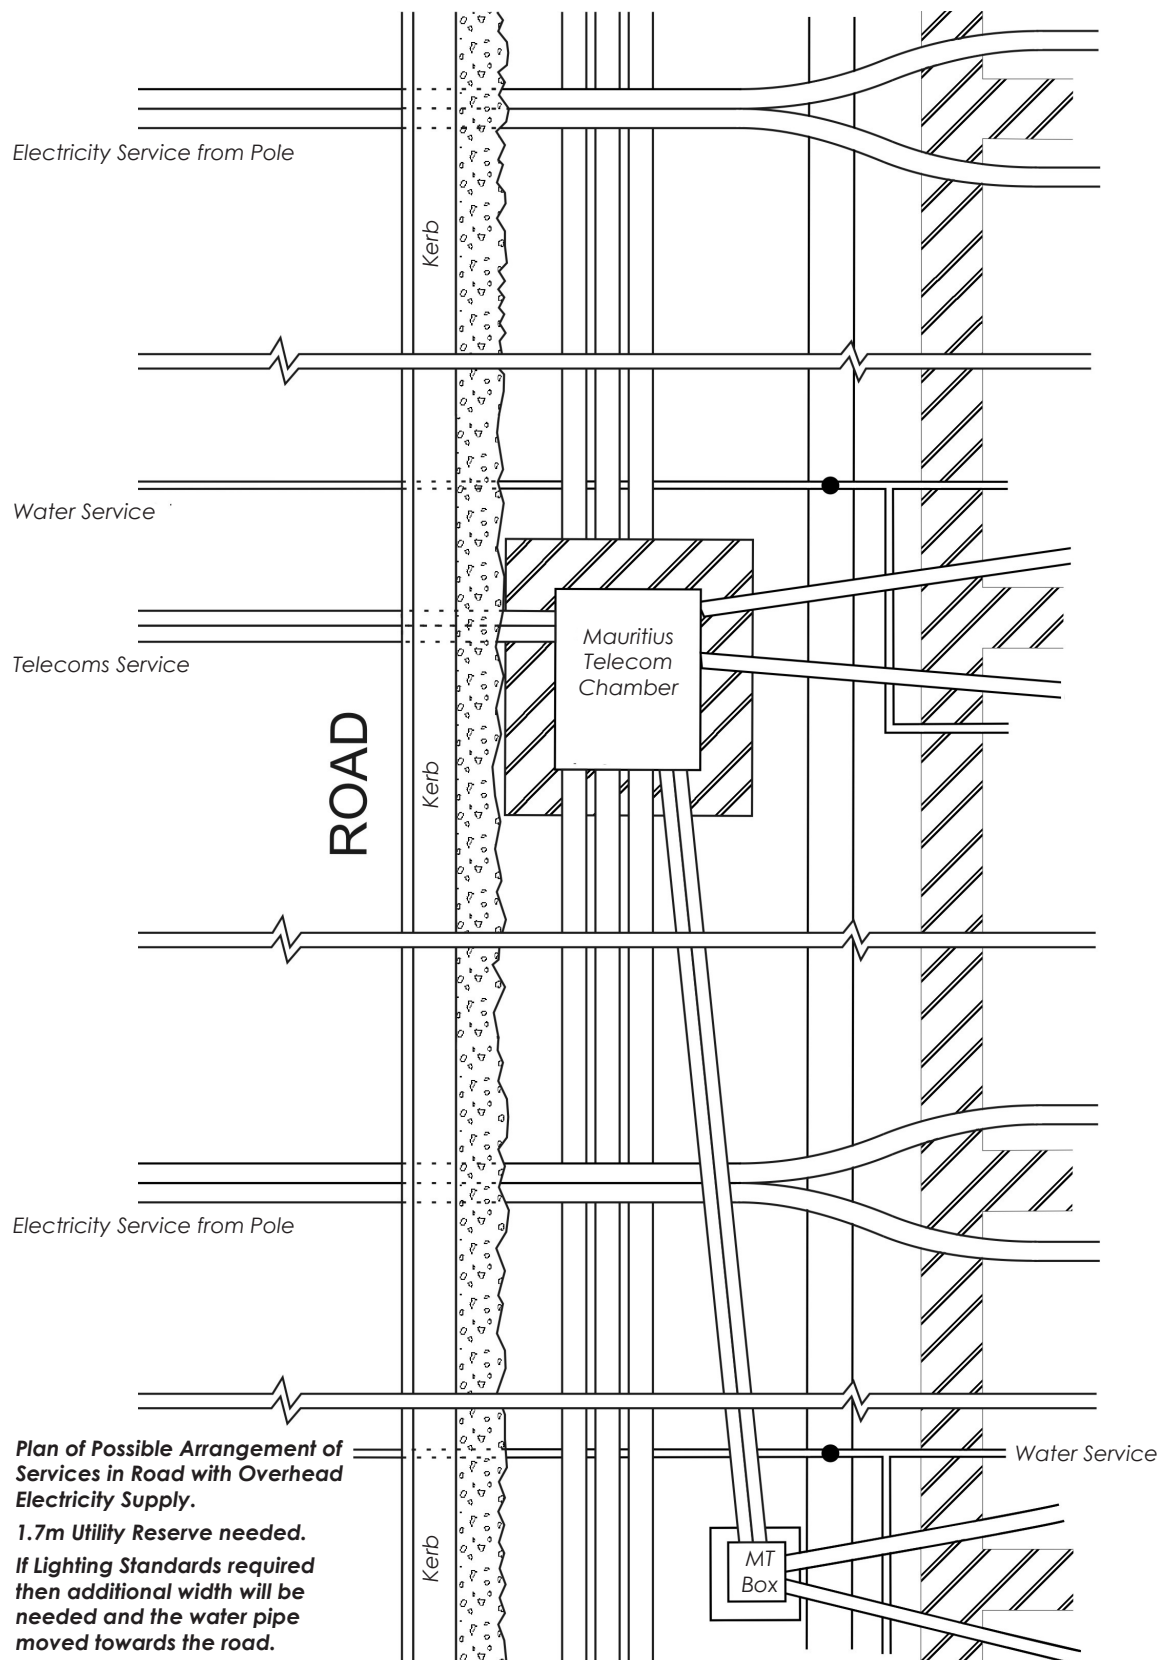 Electricity Service from Pole
Kerb
Water Service
Mauritius
Telecom
Chamber
Telecoms Service
ROAD
Kerb
Electricity Service from Pole
Plan of Possible Arrangement of
Services in Road with Overhead
Electricity Supply.
1.7m Utility Reserve needed.
If Lighting Standards required
then additional width will be
needed and the water pipe
moved towards the road.
Water Service
Kerb
MT
Box